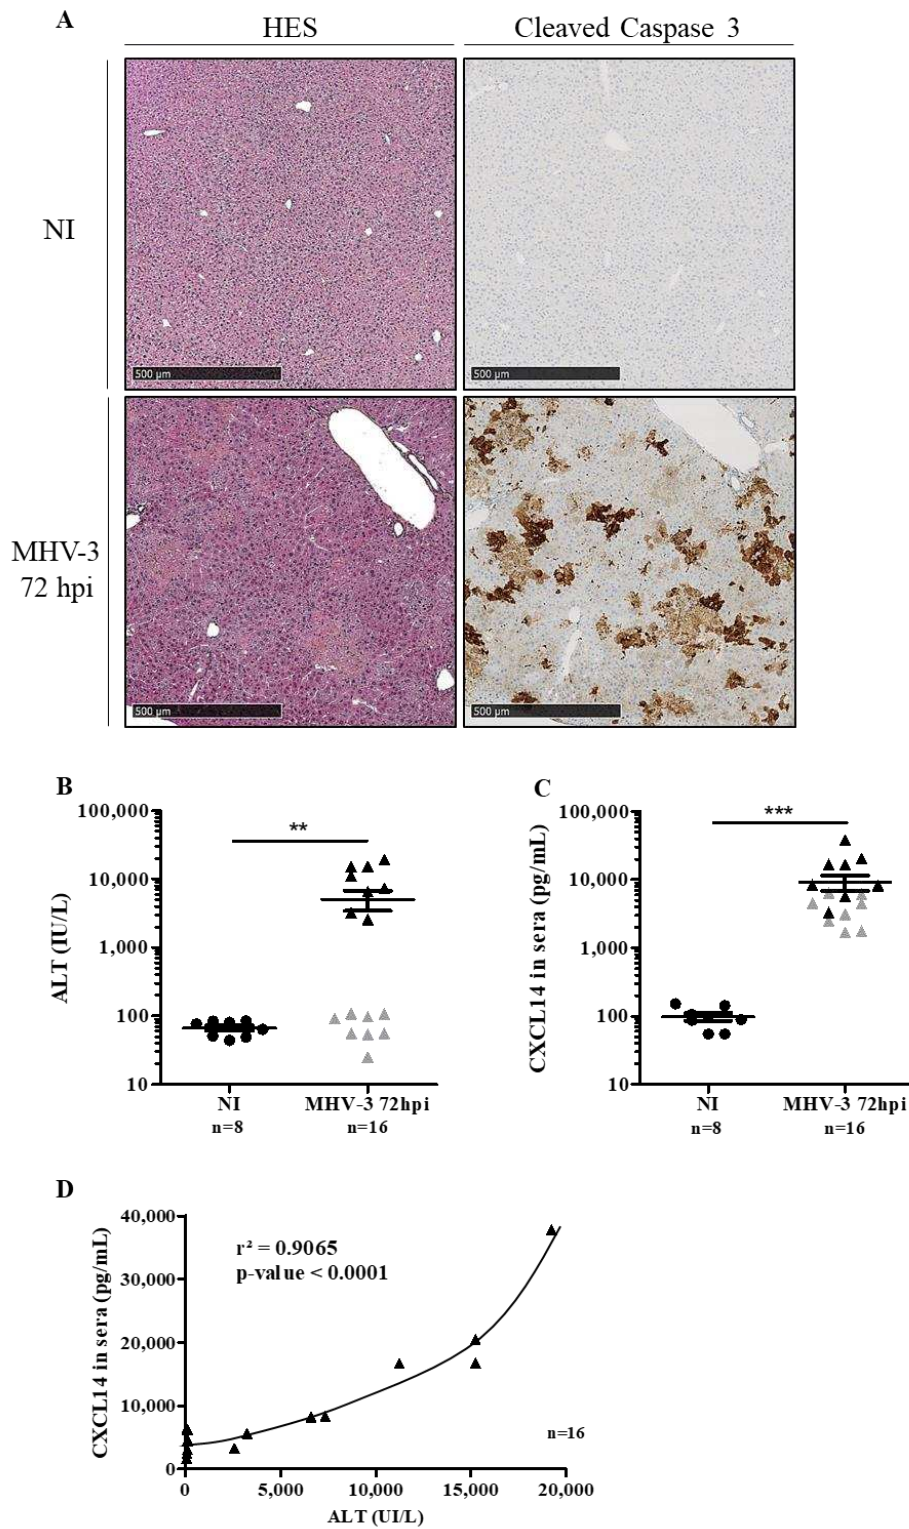 A
HES
Cleaved Caspase 3
NI
500 µm
500 µm
MHV-3
72 hpi
500 µm
500 µm
B
ALT (IU/L)
100,000
10,000
1,000
100
10
**
NI
n=8
MHV-3 72hpi
n=16
C
CXCL14 in sera (pg/mL)
100,000
10,000
1,000
100
10
***
NI
n=8
MHV-3 72hpi
n=16
D
CXCL14 in sera (pg/mL)
40,000
30,000
20,000
10,000
0
r² = 0.9065
p-value < 0.0001
n=16
0
5,000
10,000
15,000
20,000
ALT (UI/L)